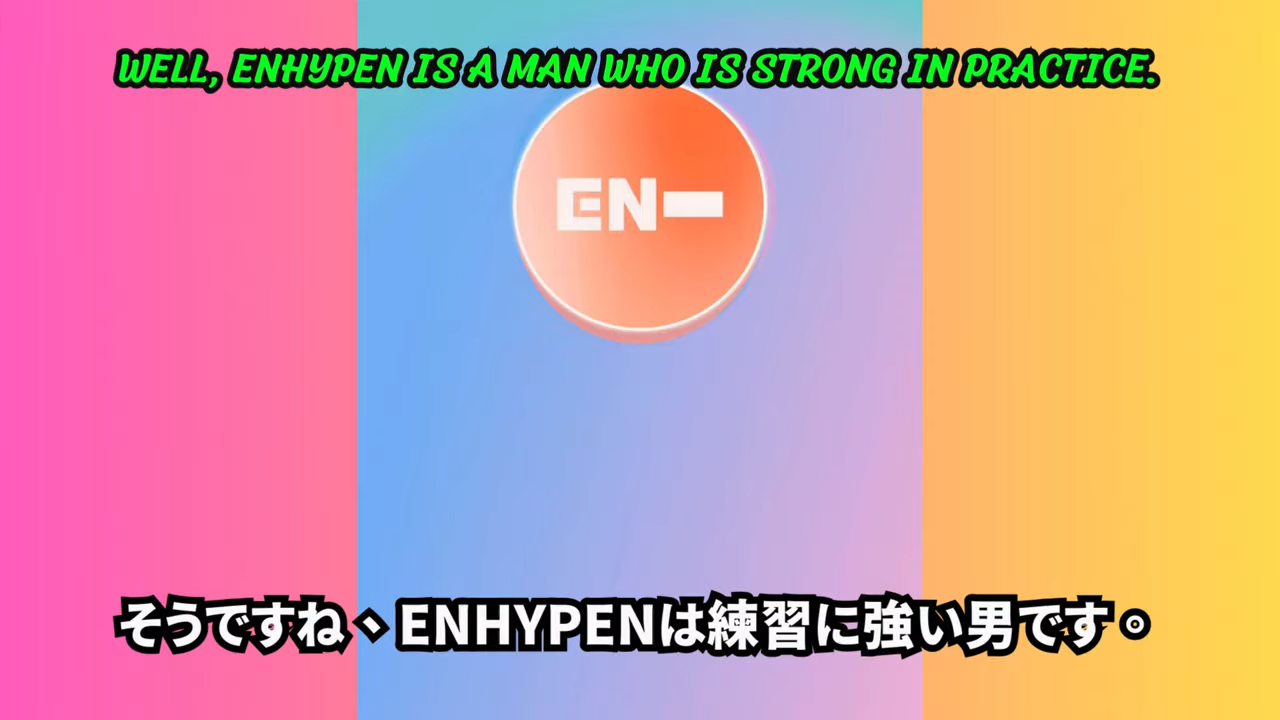 WELL, ENHYPEN IS A MAN WHO IS STRONG IN PRACTICE.
EN-
そうですね、ENHYPENは練習に強い男です。